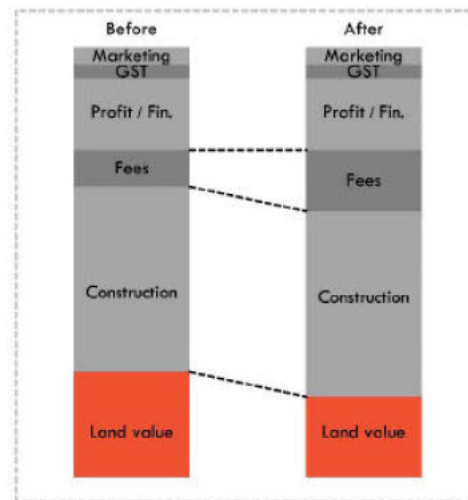 Before
Marketing
GST
Profit / Fin.
Fees
Construction
Land value
After
Marketing
GST
Profit / Fin.
Fees
Construction
Land value